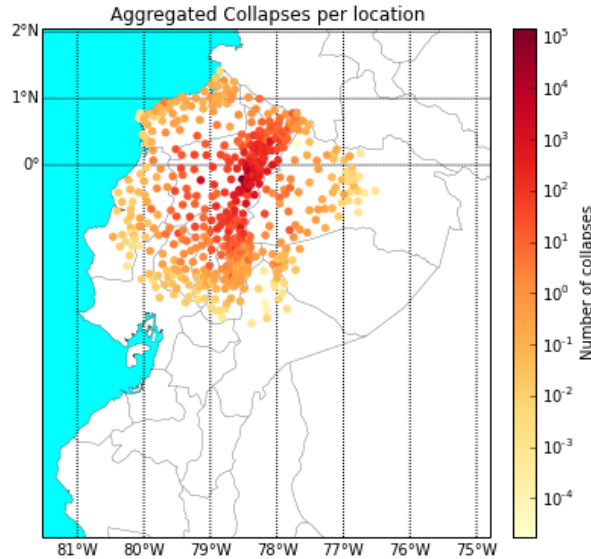 Aggregated Collapses per location
2°N
1°N
0°
81°W 80°W 79°W 78°W 77°W 76°W 75°W
10^5
10^4
10^3
10^2
10^1
10^0
10^-1
10^-2
10^-3
10^-4
Number of collapses